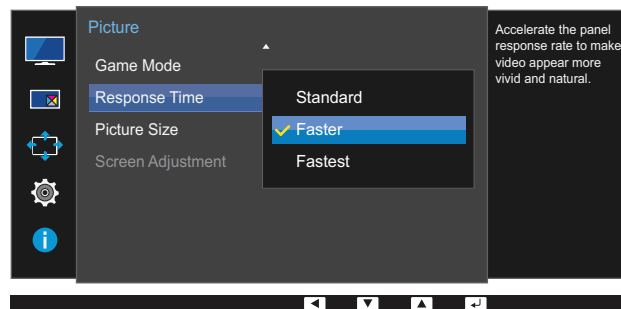 Picture
Game Mode
Response Time
Picture Size
Screen Adjustment
Standard
Faster
Fastest
Accelerate the panel
response rate to make
video appear more
vivid and natural.